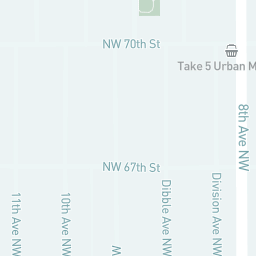 NW 70th St
Take 5 Urban M
8th Ave NW
NW 67th St
11th Ave NW
10th Ave NW
W
Dibble Ave NW
Division Ave NW